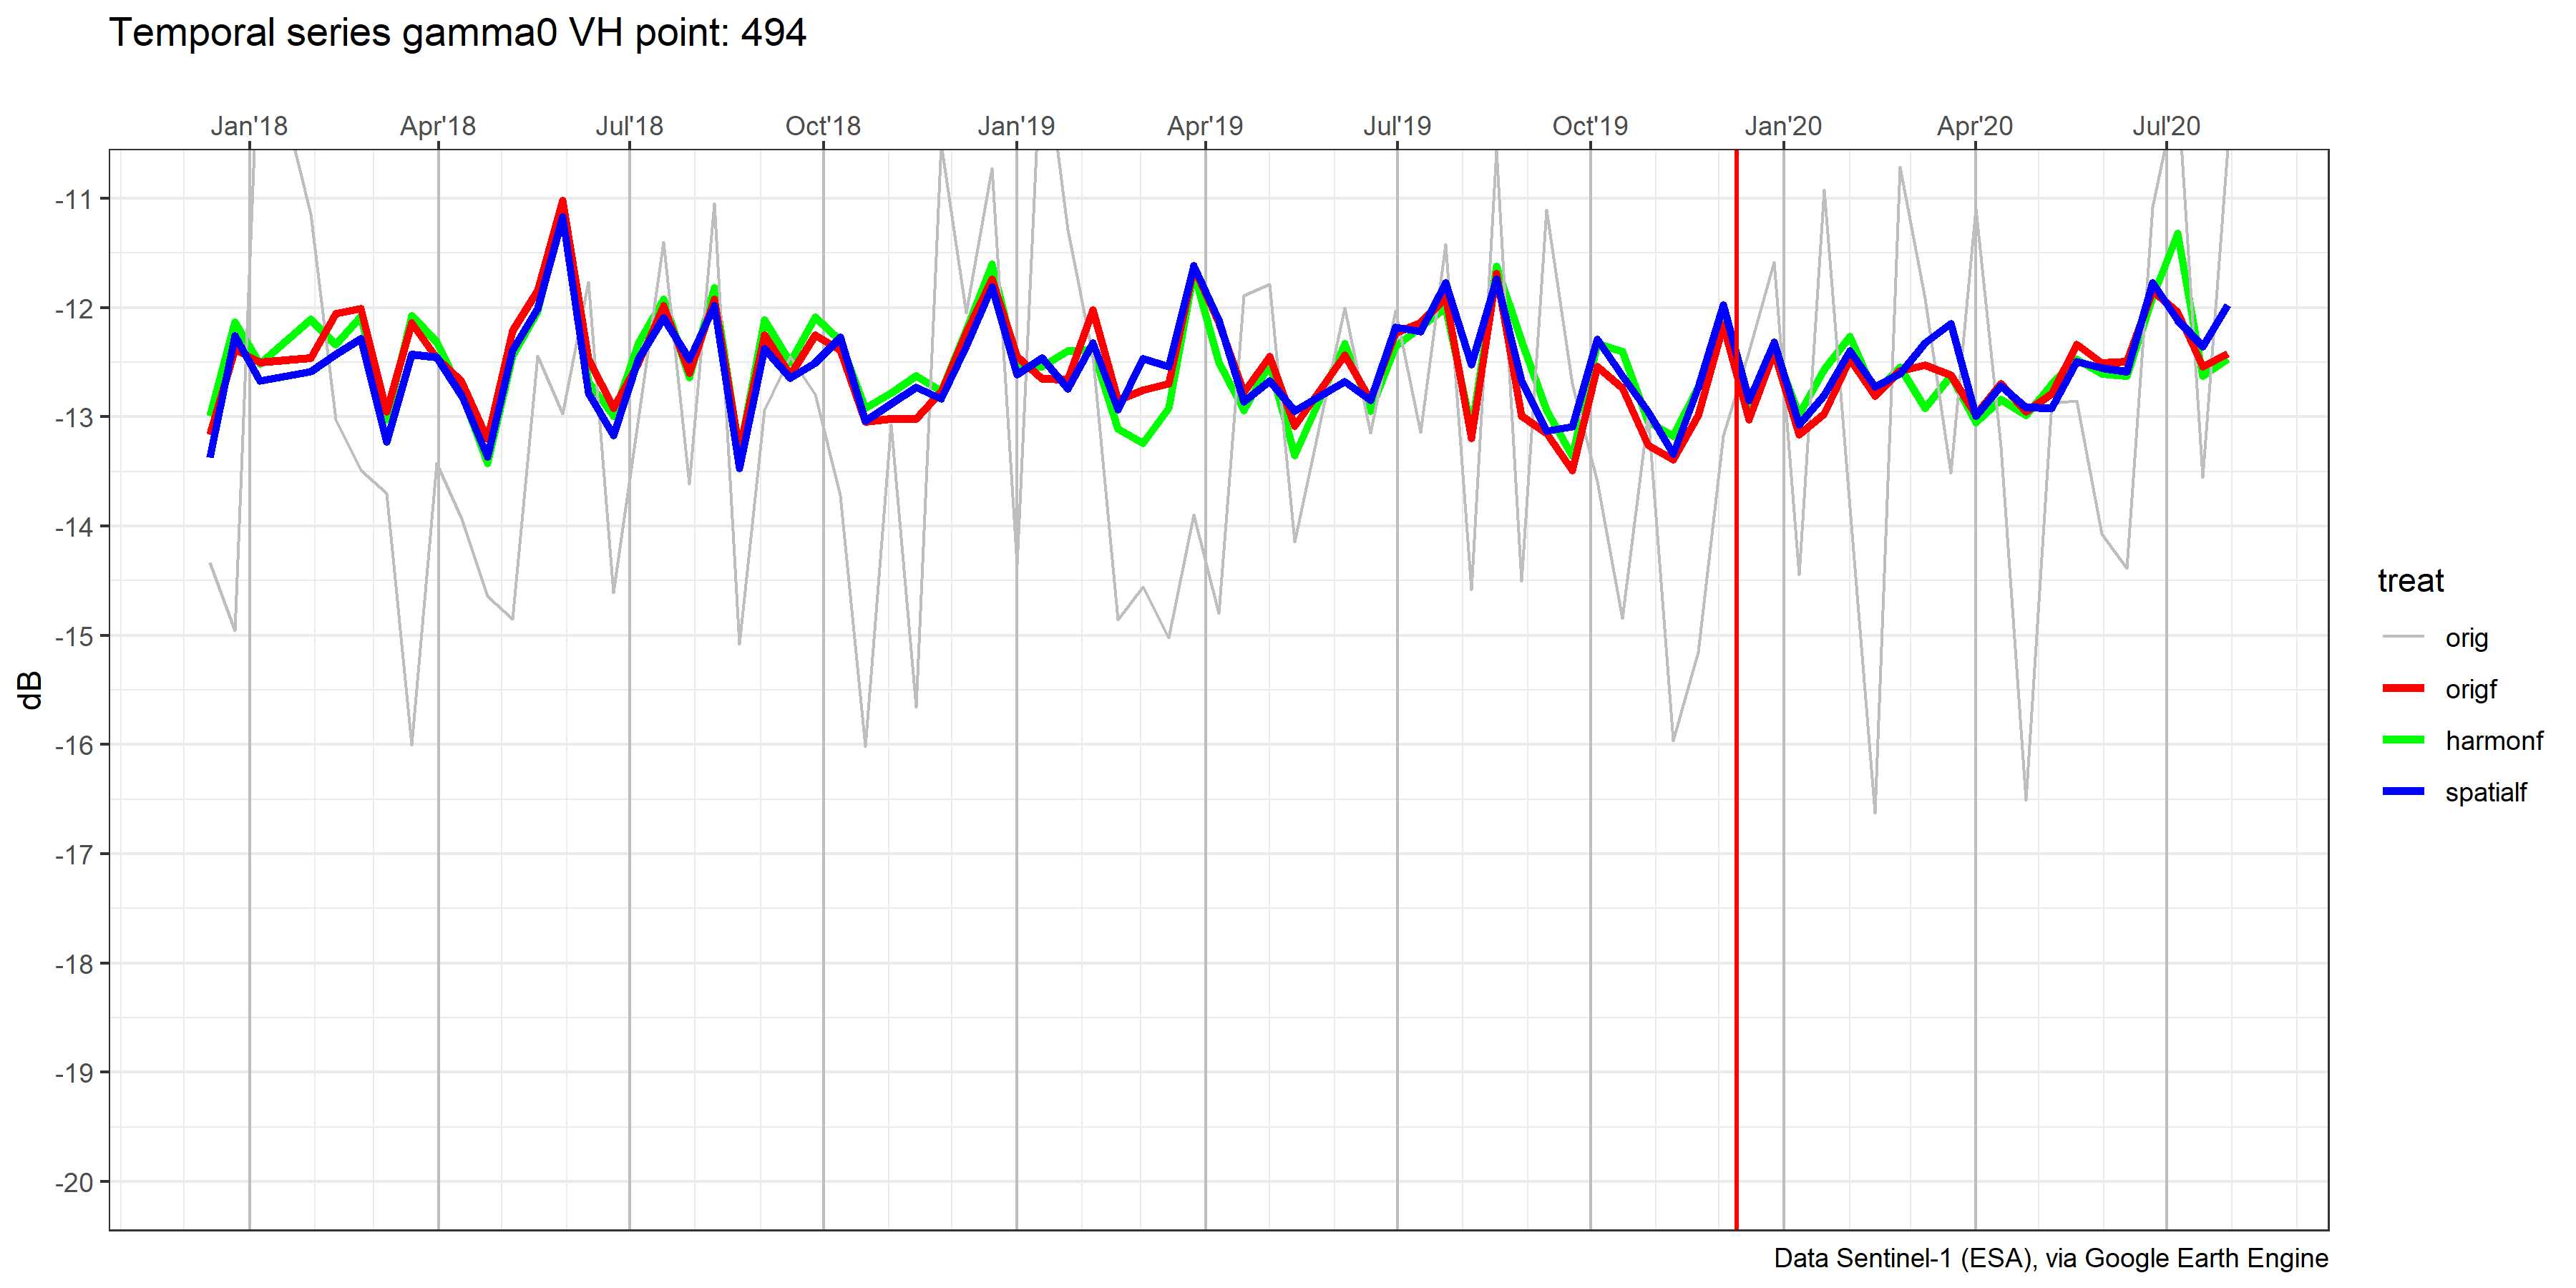 Temporal series gamma0 VH point: 494
Jan'18 Apr'18 Jul'18 Oct'18 Jan'19 Apr'19 Jul'19 Oct'19 Jan'20 Apr'20 Jul'20
-11
-12
-13
-14
-15
-16
-17
-18
-19
-20
dB
treat
orig
origf
harmonf
spatialf
Data Sentinel-1 (ESA), via Google Earth Engine